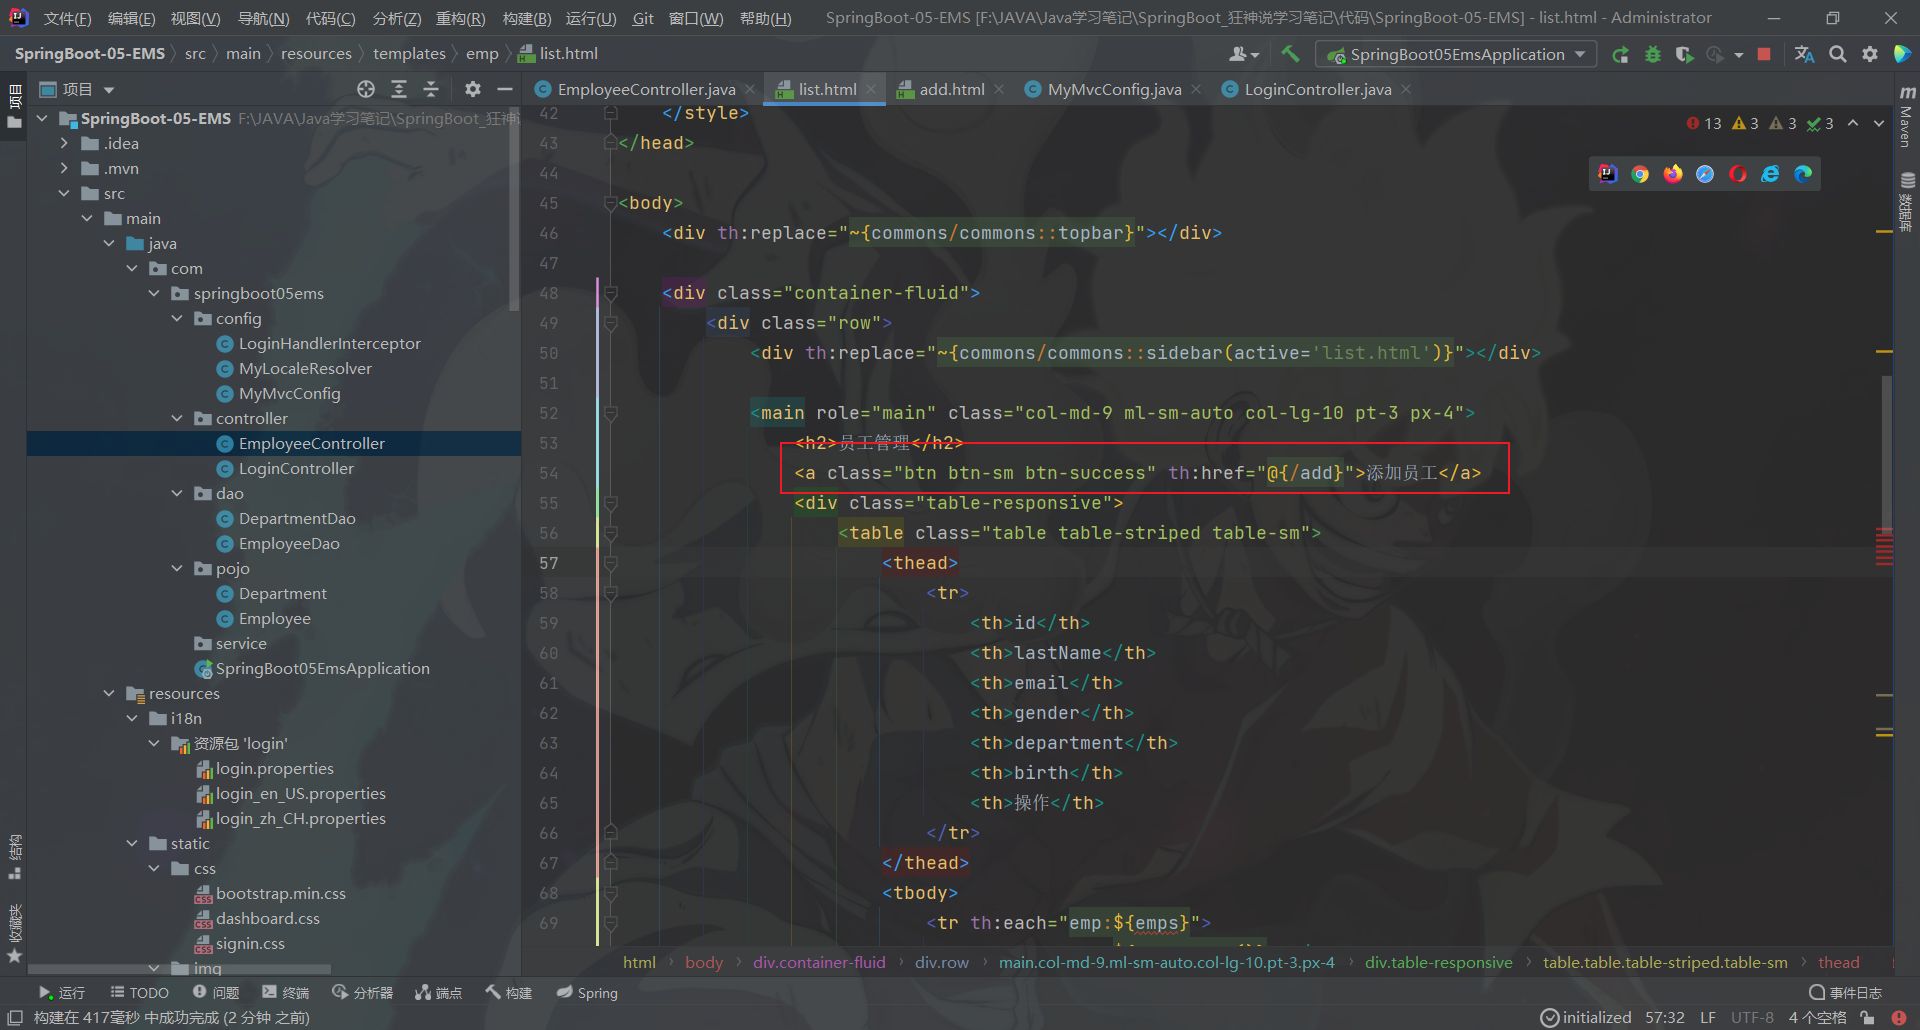 文件(F) 编辑(E) 视图(V) 导航(N) 代码(C) 分析(Z) 重构(R) 构建(B) 运行(U) Git 窗口(W) 帮助(H) SpringBoot-05-EMS [F:\JAVA\Java学习笔记\SpringBoot_狂神说学习笔记\代码\SpringBoot-05-EMS] - list.html - Administrator
SpringBoot-05-EMS src main resources templates emp list.html SpringBoot05EmsApplication
项目 EmployeeController.java list.html add.html MyMvcConfig.java LoginController.java
项目
SpringBoot-05-EMS F:\JAVA\Java学习笔记\SpringBoot_狂神
.idea
.mvn
src
main
java
com
springboot05ems
config
LoginHandlerInterceptor
MyLocaleResolver
MyMvcConfig
controller
EmployeeController
LoginController
dao
DepartmentDao
EmployeeDao
pojo
Department
Employee
service
SpringBoot05EmsApplication
resources
i18n
资源包 'login'
login.properties
login_en_US.properties
login_zh_CH.properties
static
css
bootstrap.min.css
dashboard.css
signin.css
img
结构
收藏夹
13 3 3 3
Maven
数据库
42 </style>
43 </head>
44
45 <body>
46 <div th:replace="~{commons/commons::topbar}"></div>
47
48 <div class="container-fluid">
49 <div class="row">
50 <div th:replace="~{commons/commons::sidebar(active='list.html')}"></div>
51
52 <main role="main" class="col-md-9 ml-sm-auto col-lg-10 pt-3 px-4">
53 <h2>员工管理</h2>
54 <a class="btn btn-sm btn-success" th:href="@{/add}">添加员工</a>
55 <div class="table-responsive">
56 <table class="table table-striped table-sm">
57 <thead>
58 <tr>
59 <th>id</th>
60 <th>lastName</th>
61 <th>email</th>
62 <th>gender</th>
63 <th>department</th>
64 <th>birth</th>
65 <th>操作</th>
66 </tr>
67 </thead>
68 <tbody>
69 <tr th:each="emp:${emps}">
html body div.container-fluid div.row main.col-md-9.ml-sm-auto.col-lg-10.pt-3.px-4 div.table-responsive table.table.table-striped.table-sm thead
运行 TODO 问题 终端 分析器 端点 构建 Spring 事件日志
构建在 417毫秒 中成功完成 (2 分钟 之前) initialized 57:32 LF UTF-8 4 个空格